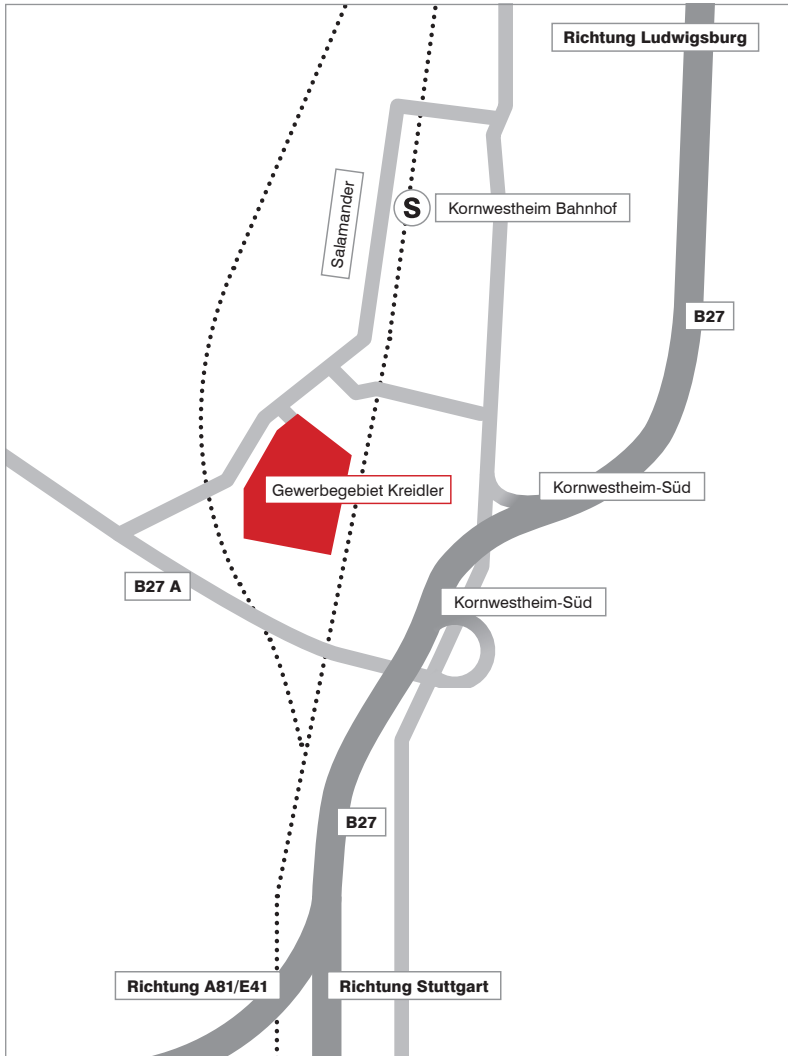 Richtung Ludwigsburg
Salamander
S
Kornwestheim Bahnhof
B27
Kornwestheim-Süd
Gewerbegebiet Kreidler
B27 A
Kornwestheim-Süd
B27
Richtung A81/E41
Richtung Stuttgart